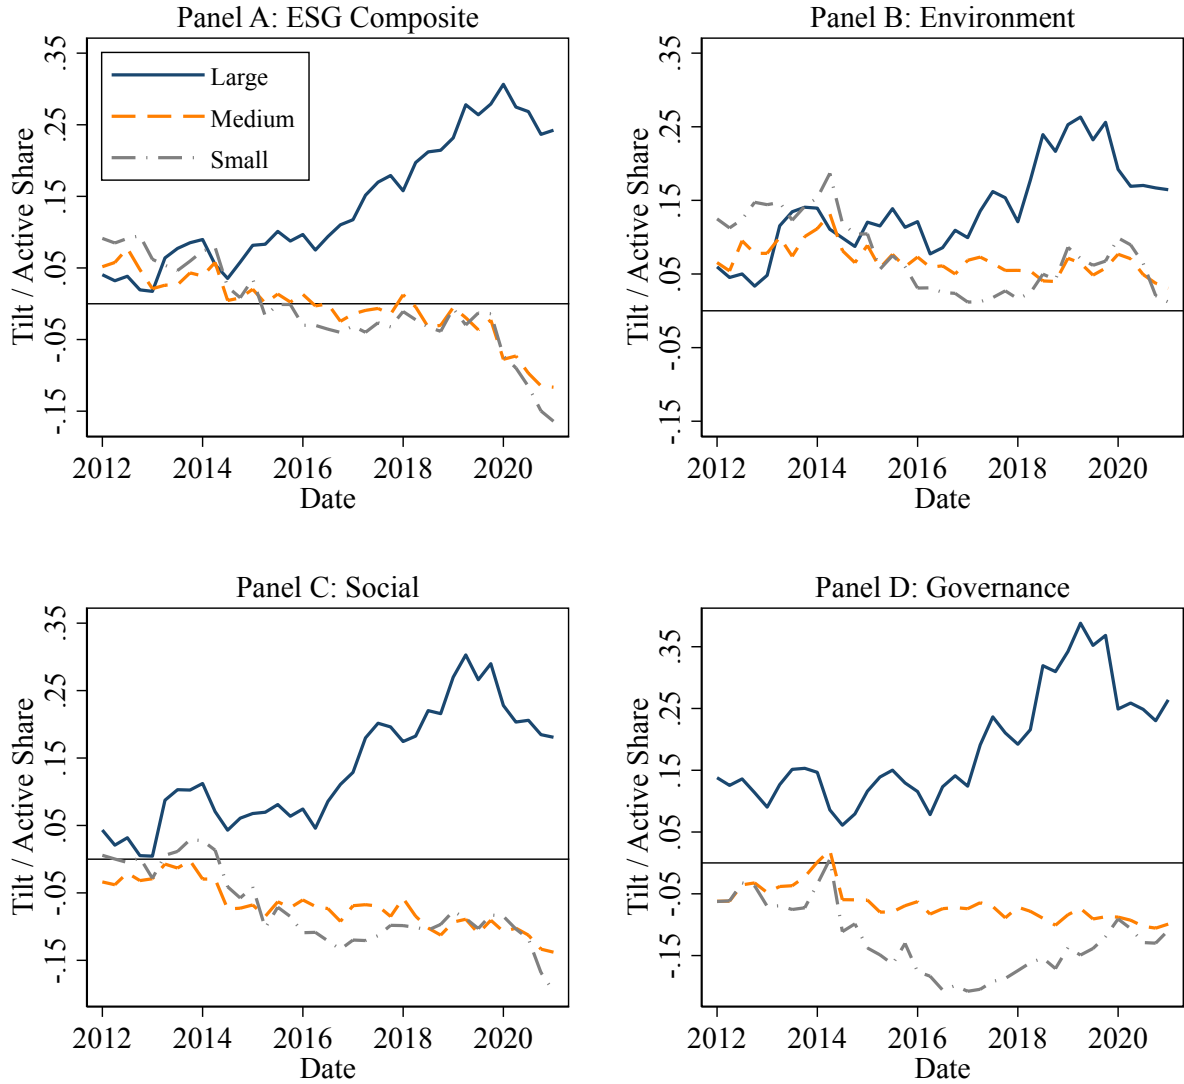 Panel A: ESG Composite
Tilt / Active Share
.35
.25
.15
.05
-.05
-.15
Large
Medium
Small
2012 2014 2016 2018 2020
Date
Panel B: Environment
Tilt / Active Share
.35
.25
.15
.05
-.05
-.15
2012 2014 2016 2018 2020
Date
Panel C: Social
Tilt / Active Share
.35
.25
.15
.05
-.05
-.15
2012 2014 2016 2018 2020
Date
Panel D: Governance
Tilt / Active Share
.35
.25
.15
.05
-.05
-.15
2012 2014 2016 2018 2020
Date